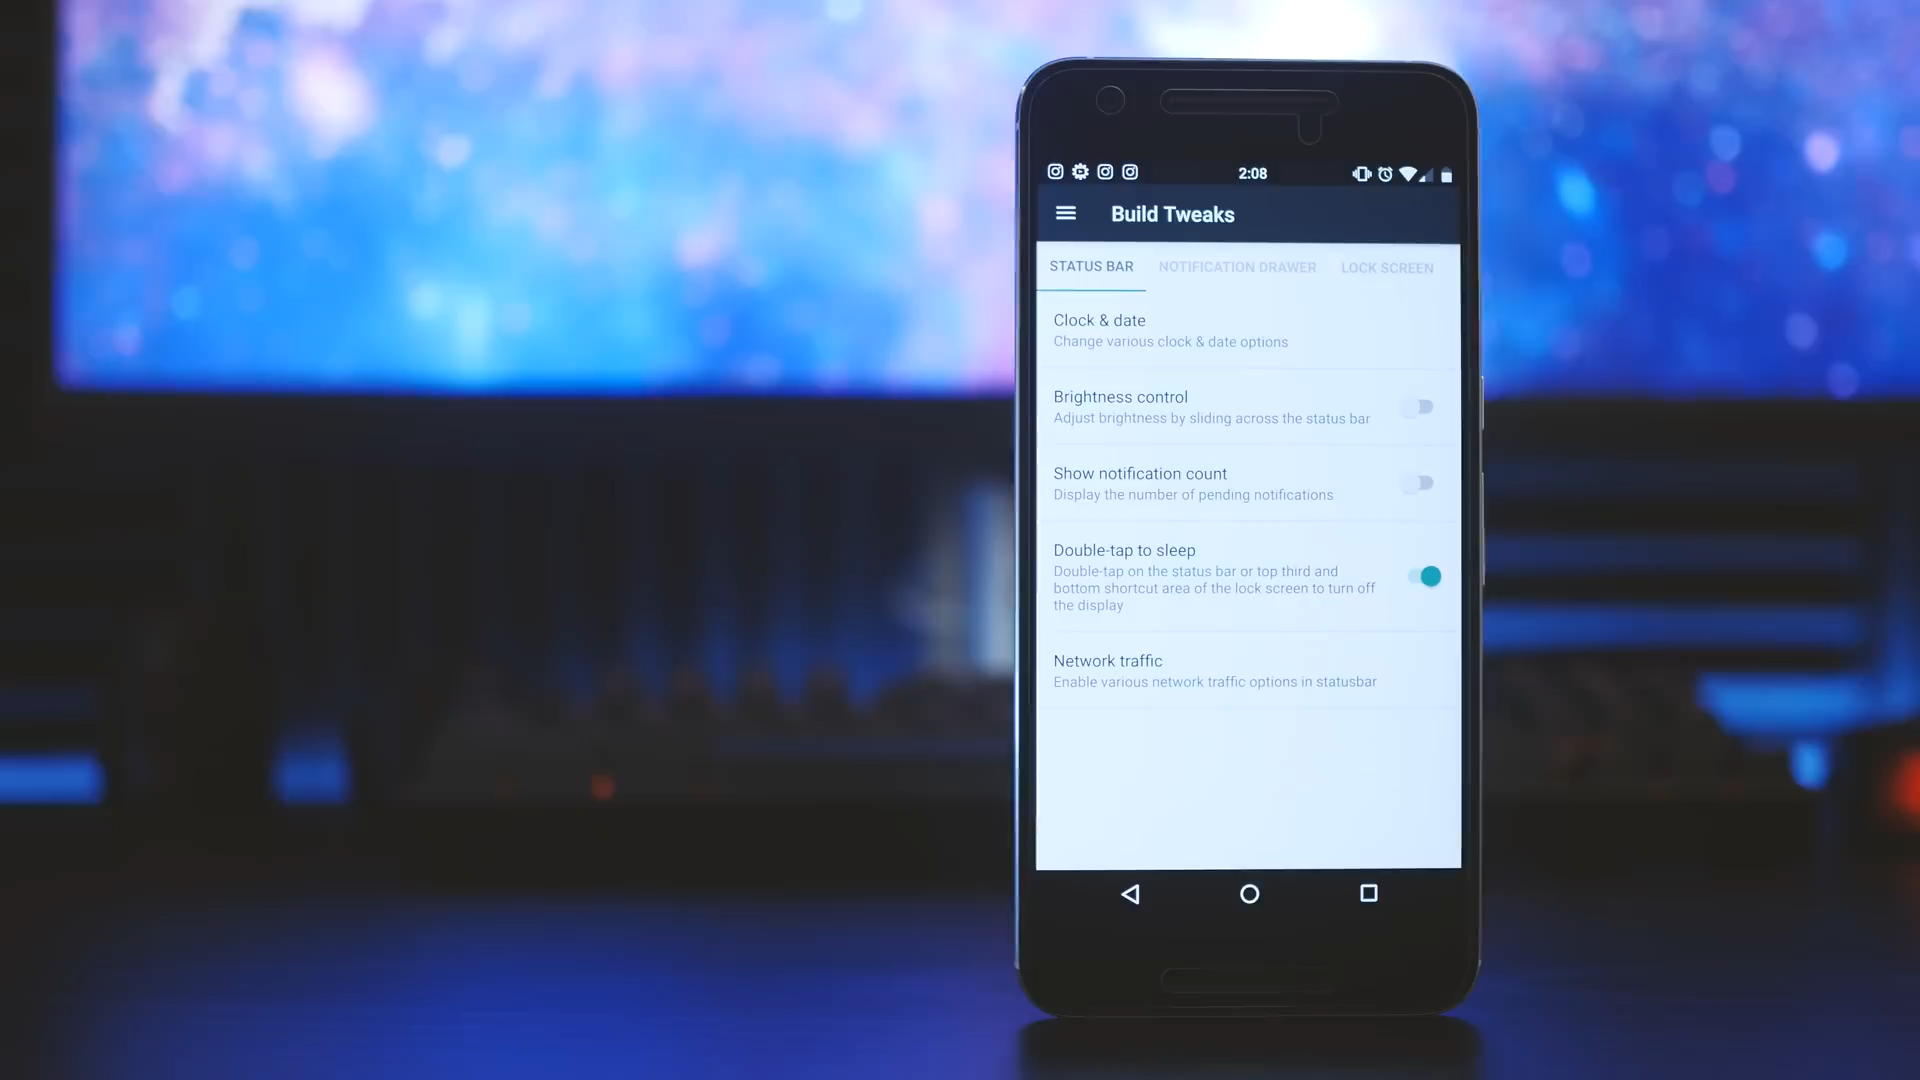 2:08
Build Tweaks
STATUS BAR NOTIFICATION DRAWER LOCK SCREEN
Clock & date
Change various clock & date options
Brightness control
Adjust brightness by sliding across the status bar
Show notification count
Display the number of pending notifications
Double-tap to sleep
Double-tap on the status bar or top third and
bottom shortcut area of the lock screen to turn off
the display
Network traffic
Enable various network traffic options in statusbar